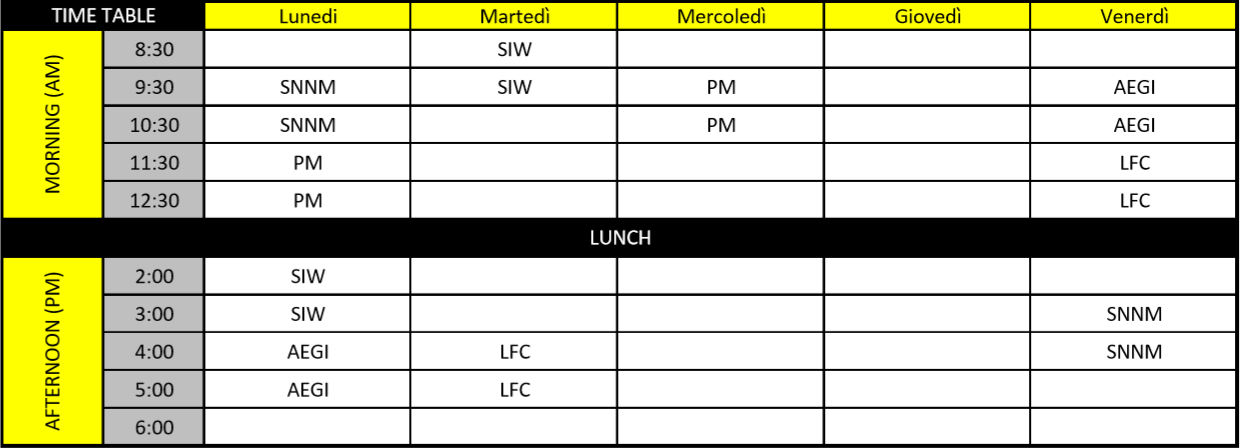 TIME TABLE Lunedi Martedì Mercoledì Giovedì Venerdì
MORNING (AM)
8:30 SIW
9:30 SNNM SIW PM AEGI
10:30 SNNM PM AEGI
11:30 PM LFC
12:30 PM LFC
LUNCH
AFTERNOON (PM)
2:00 SIW
3:00 SIW SNNM
4:00 AEGI LFC SNNM
5:00 AEGI LFC
6:00